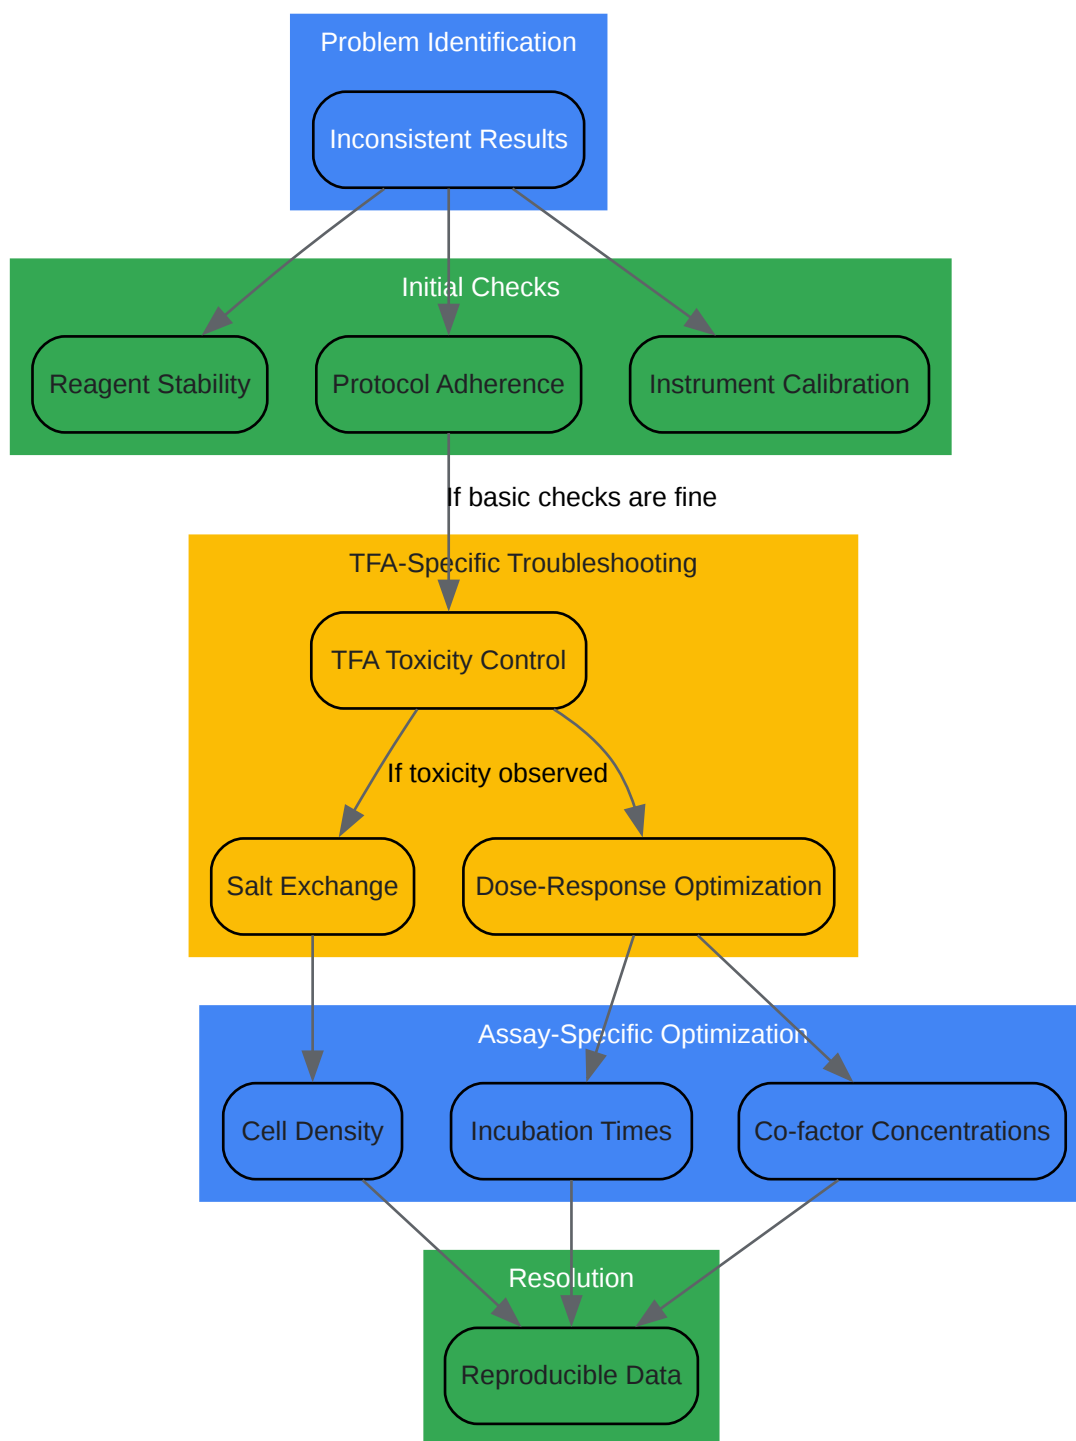 Problem Identification
Inconsistent Results
Initial Checks
Reagent Stability
Protocol Adherence
Instrument Calibration
If basic checks are fine
TFA-Specific Troubleshooting
TFA Toxicity Control
If toxicity observed
Salt Exchange
Dose-Response Optimization
Assay-Specific Optimization
Cell Density
Incubation Times
Co-factor Concentrations
Resolution
Reproducible Data